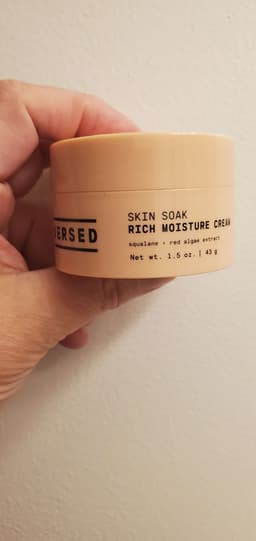 ERSED
SKIN SOAK
RICH MOISTURE CREAM
squalane + red algae extract
Net wt. 1.5 oz. | 43 g